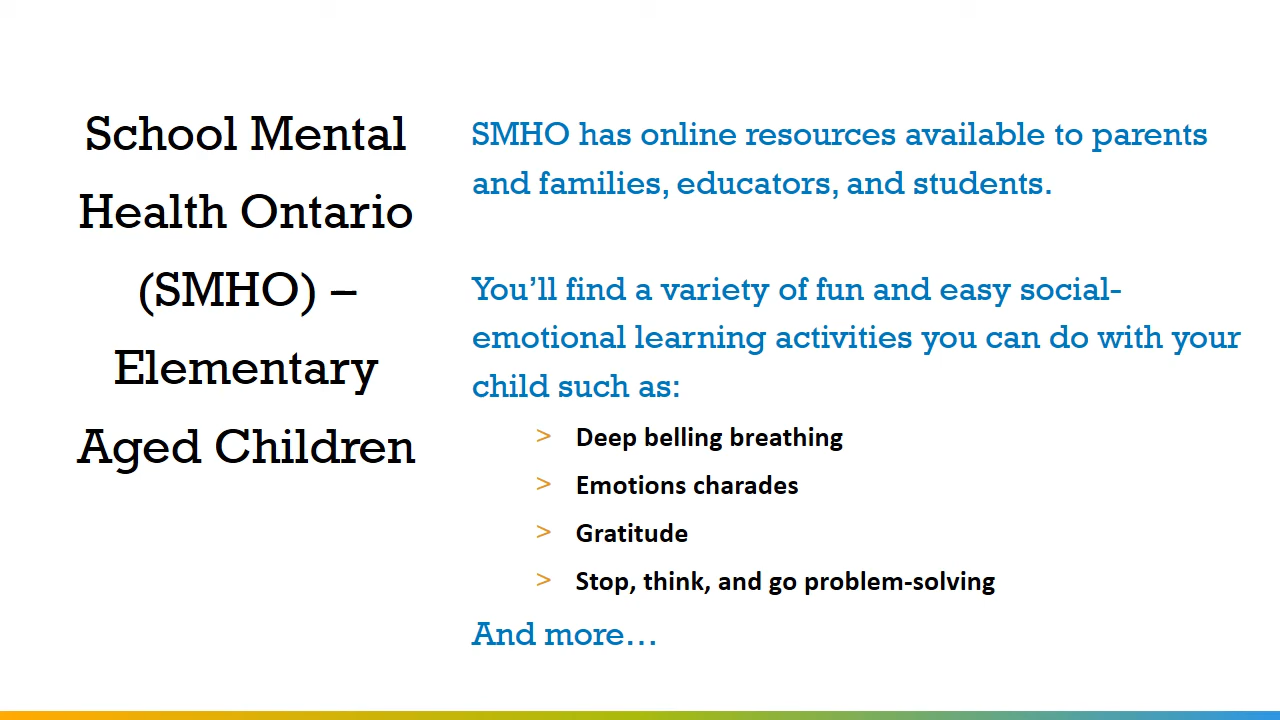 School Mental
Health Ontario
(SMHO) –
Elementary
Aged Children
SMHO has online resources available to parents
and families, educators, and students.
You’ll find a variety of fun and easy social-
emotional learning activities you can do with your
child such as:
> Deep belling breathing
> Emotions charades
> Gratitude
> Stop, think, and go problem-solving
And more…